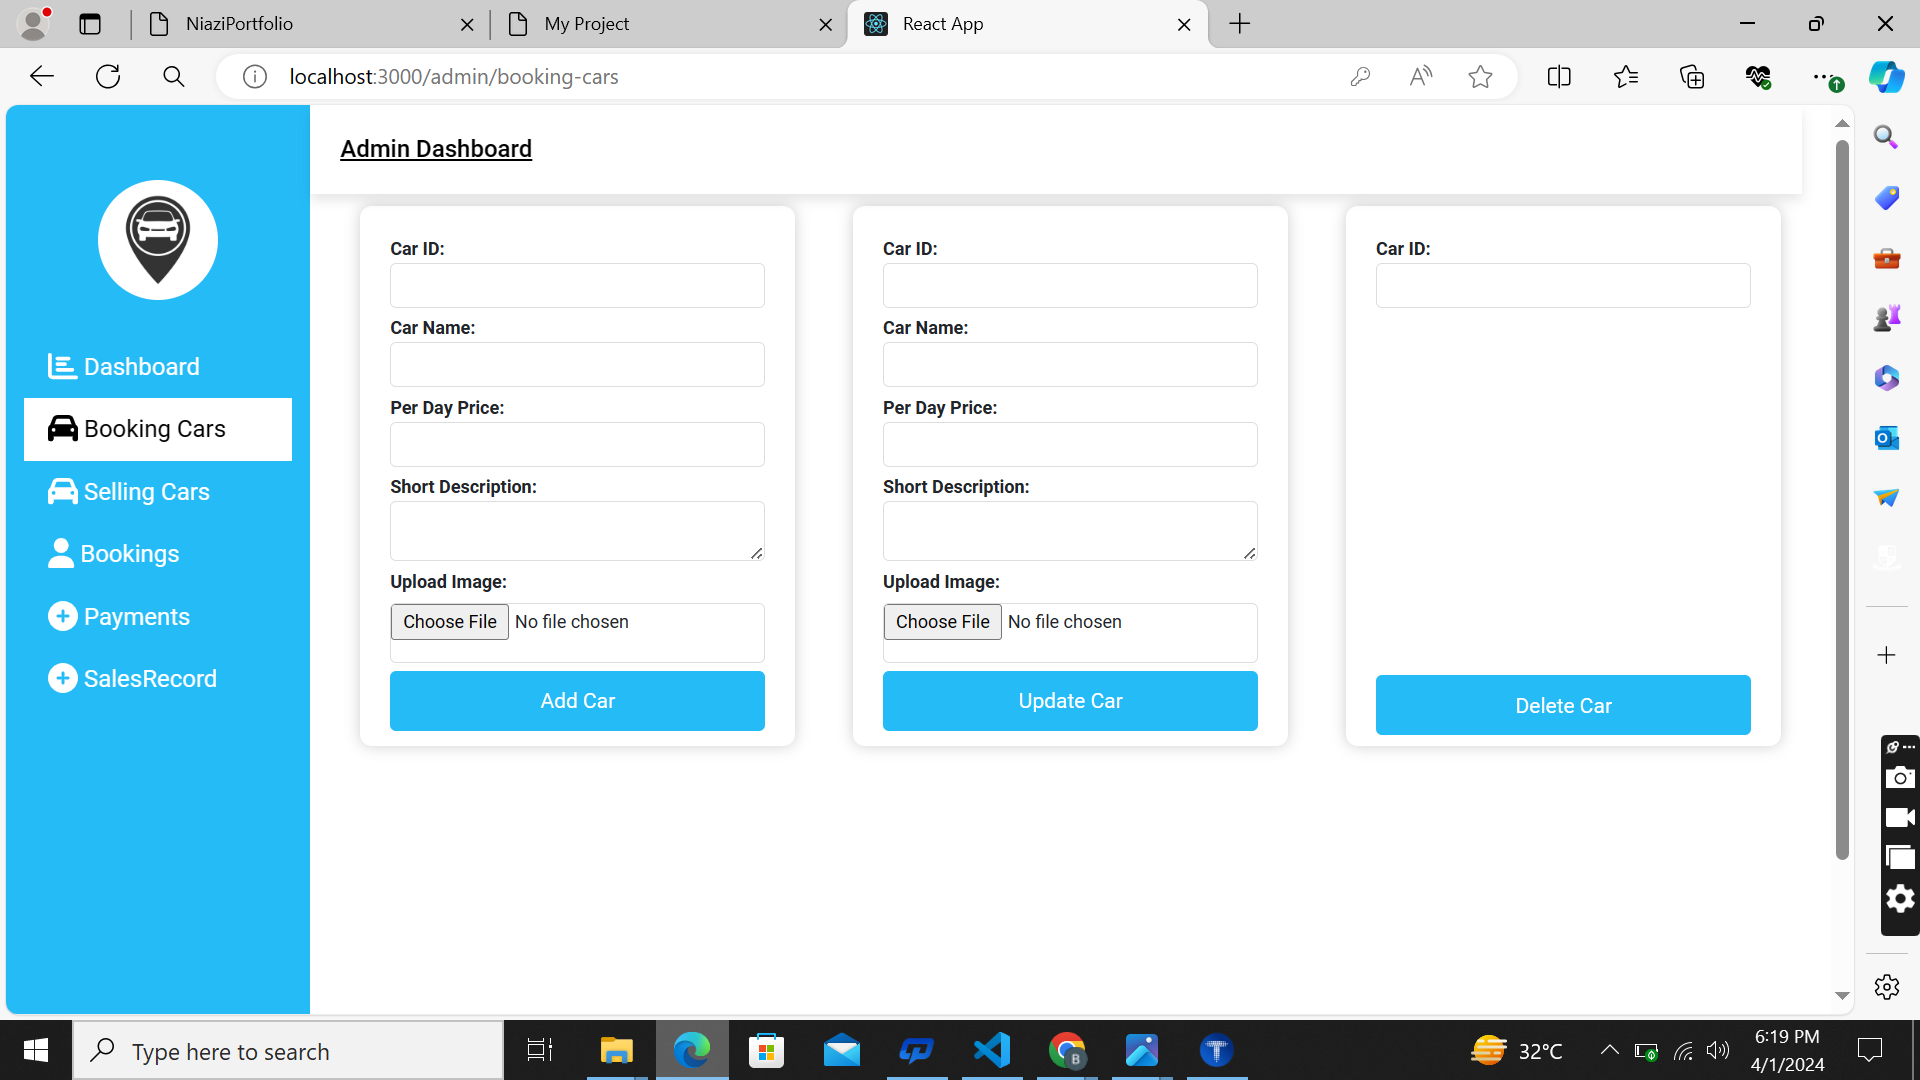 NiaziPortfolio
My Project
React App
localhost:3000/admin/booking-cars
Admin Dashboard
Dashboard
Booking Cars
Selling Cars
Bookings
Payments
SalesRecord
Car ID:
Car Name:
Per Day Price:
Short Description:
Upload Image:
Choose File No file chosen
Add Car
Car ID:
Car Name:
Per Day Price:
Short Description:
Upload Image:
Choose File No file chosen
Update Car
Car ID:
Delete Car
Type here to search
B
32°C
6:19 PM
4/1/2024